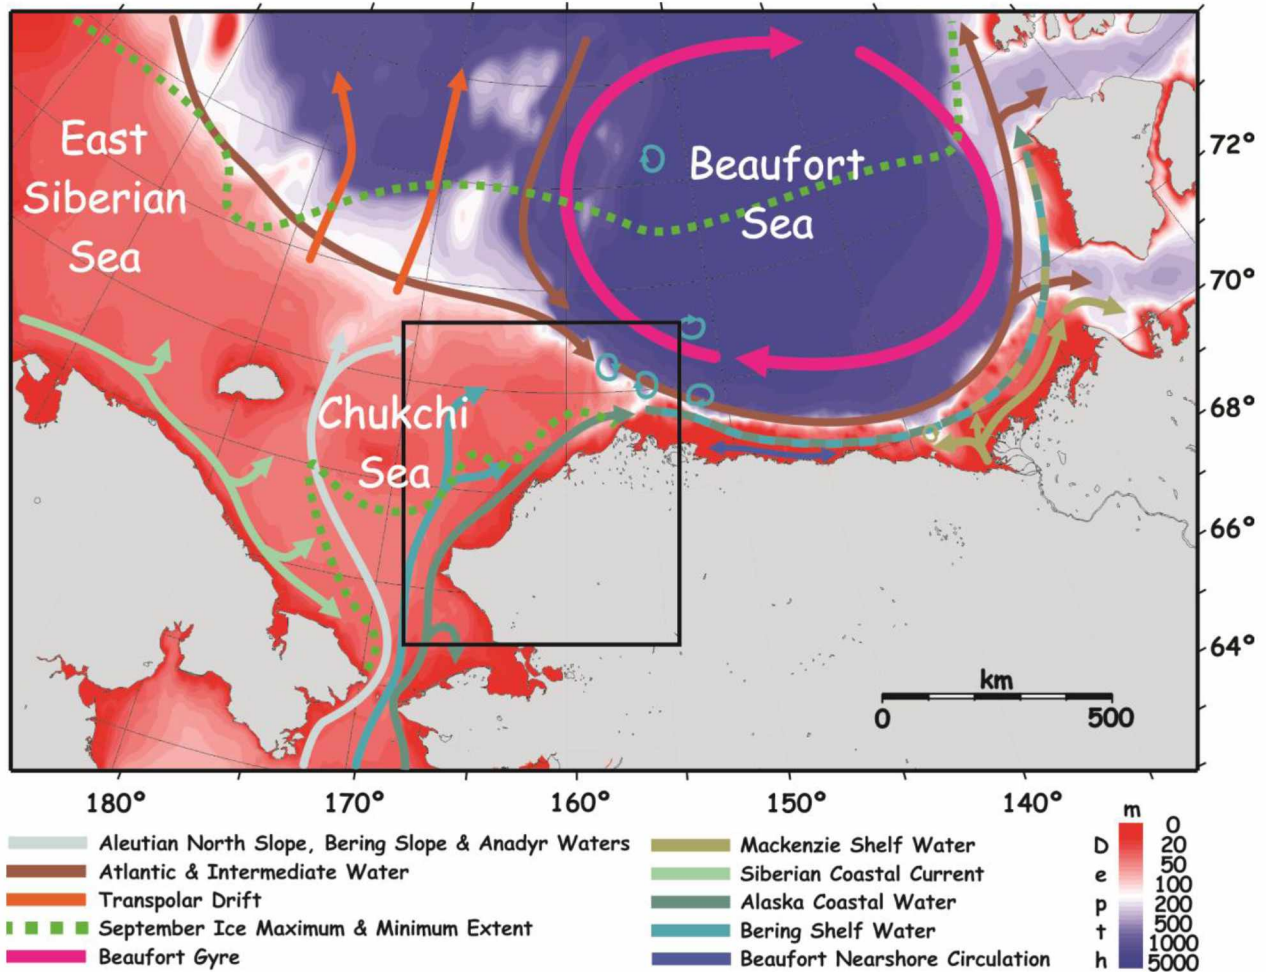 East
Siberian
Sea
Beaufort
Sea
Chukchi
Sea
72°
70°
68°
66°
64°
km
0 500
180° 170° 160° 150° 140°
Aleutian North Slope, Bering Slope & Anadyr Waters
Atlantic & Intermediate Water
Transpolar Drift
September Ice Maximum & Minimum Extent
Beaufort Gyre
Mackenzie Shelf Water
Siberian Coastal Current
Alaska Coastal Water
Bering Shelf Water
Beaufort Nearshore Circulation
Depth
m
0
20
50
100
200
500
1000
5000